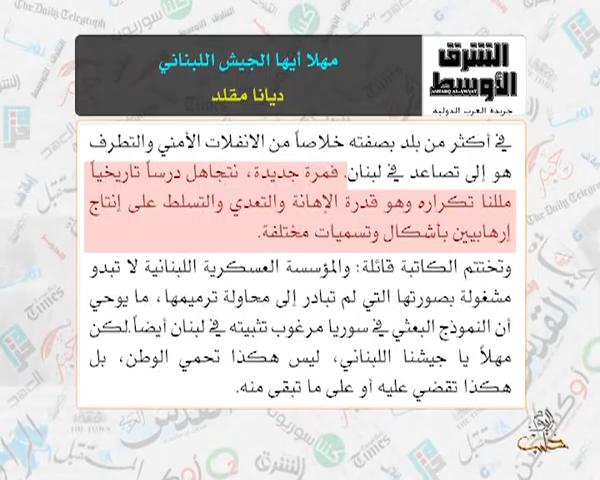 مهلا أيها الجيش اللبناني
ديانا مقلد
الشرق
الأوسط
ASHARQ AL-AWSAT
جريدة العرب الدولية
في أكثر من بلد بصفته خلاصاً من الانفلات الأمني والتطرف
هو إلى تصاعد في لبنان. فمرة جديدة، نتجاهل درساً تاريخياً
مللنا تكراره وهو قدرة الإهانة والتعدي والتسلط على إنتاج
إرهابيين بأشكال وتسميات مختلفة.
وتختتم الكاتبة قائلة: والمؤسسة العسكرية اللبنانية لا تبدو
مشغولة بصورتها التي لم تبادر إلى محاولة ترميمها، ما يوحي
أن النموذج البعثي في سوريا مرغوب تثبيته في لبنان أيضاً.لكن
مهلاً يا جيشنا اللبناني، ليس هكذا تحمي الوطن، بل
هكذا تقضي عليه أو على ما تبقى منه.